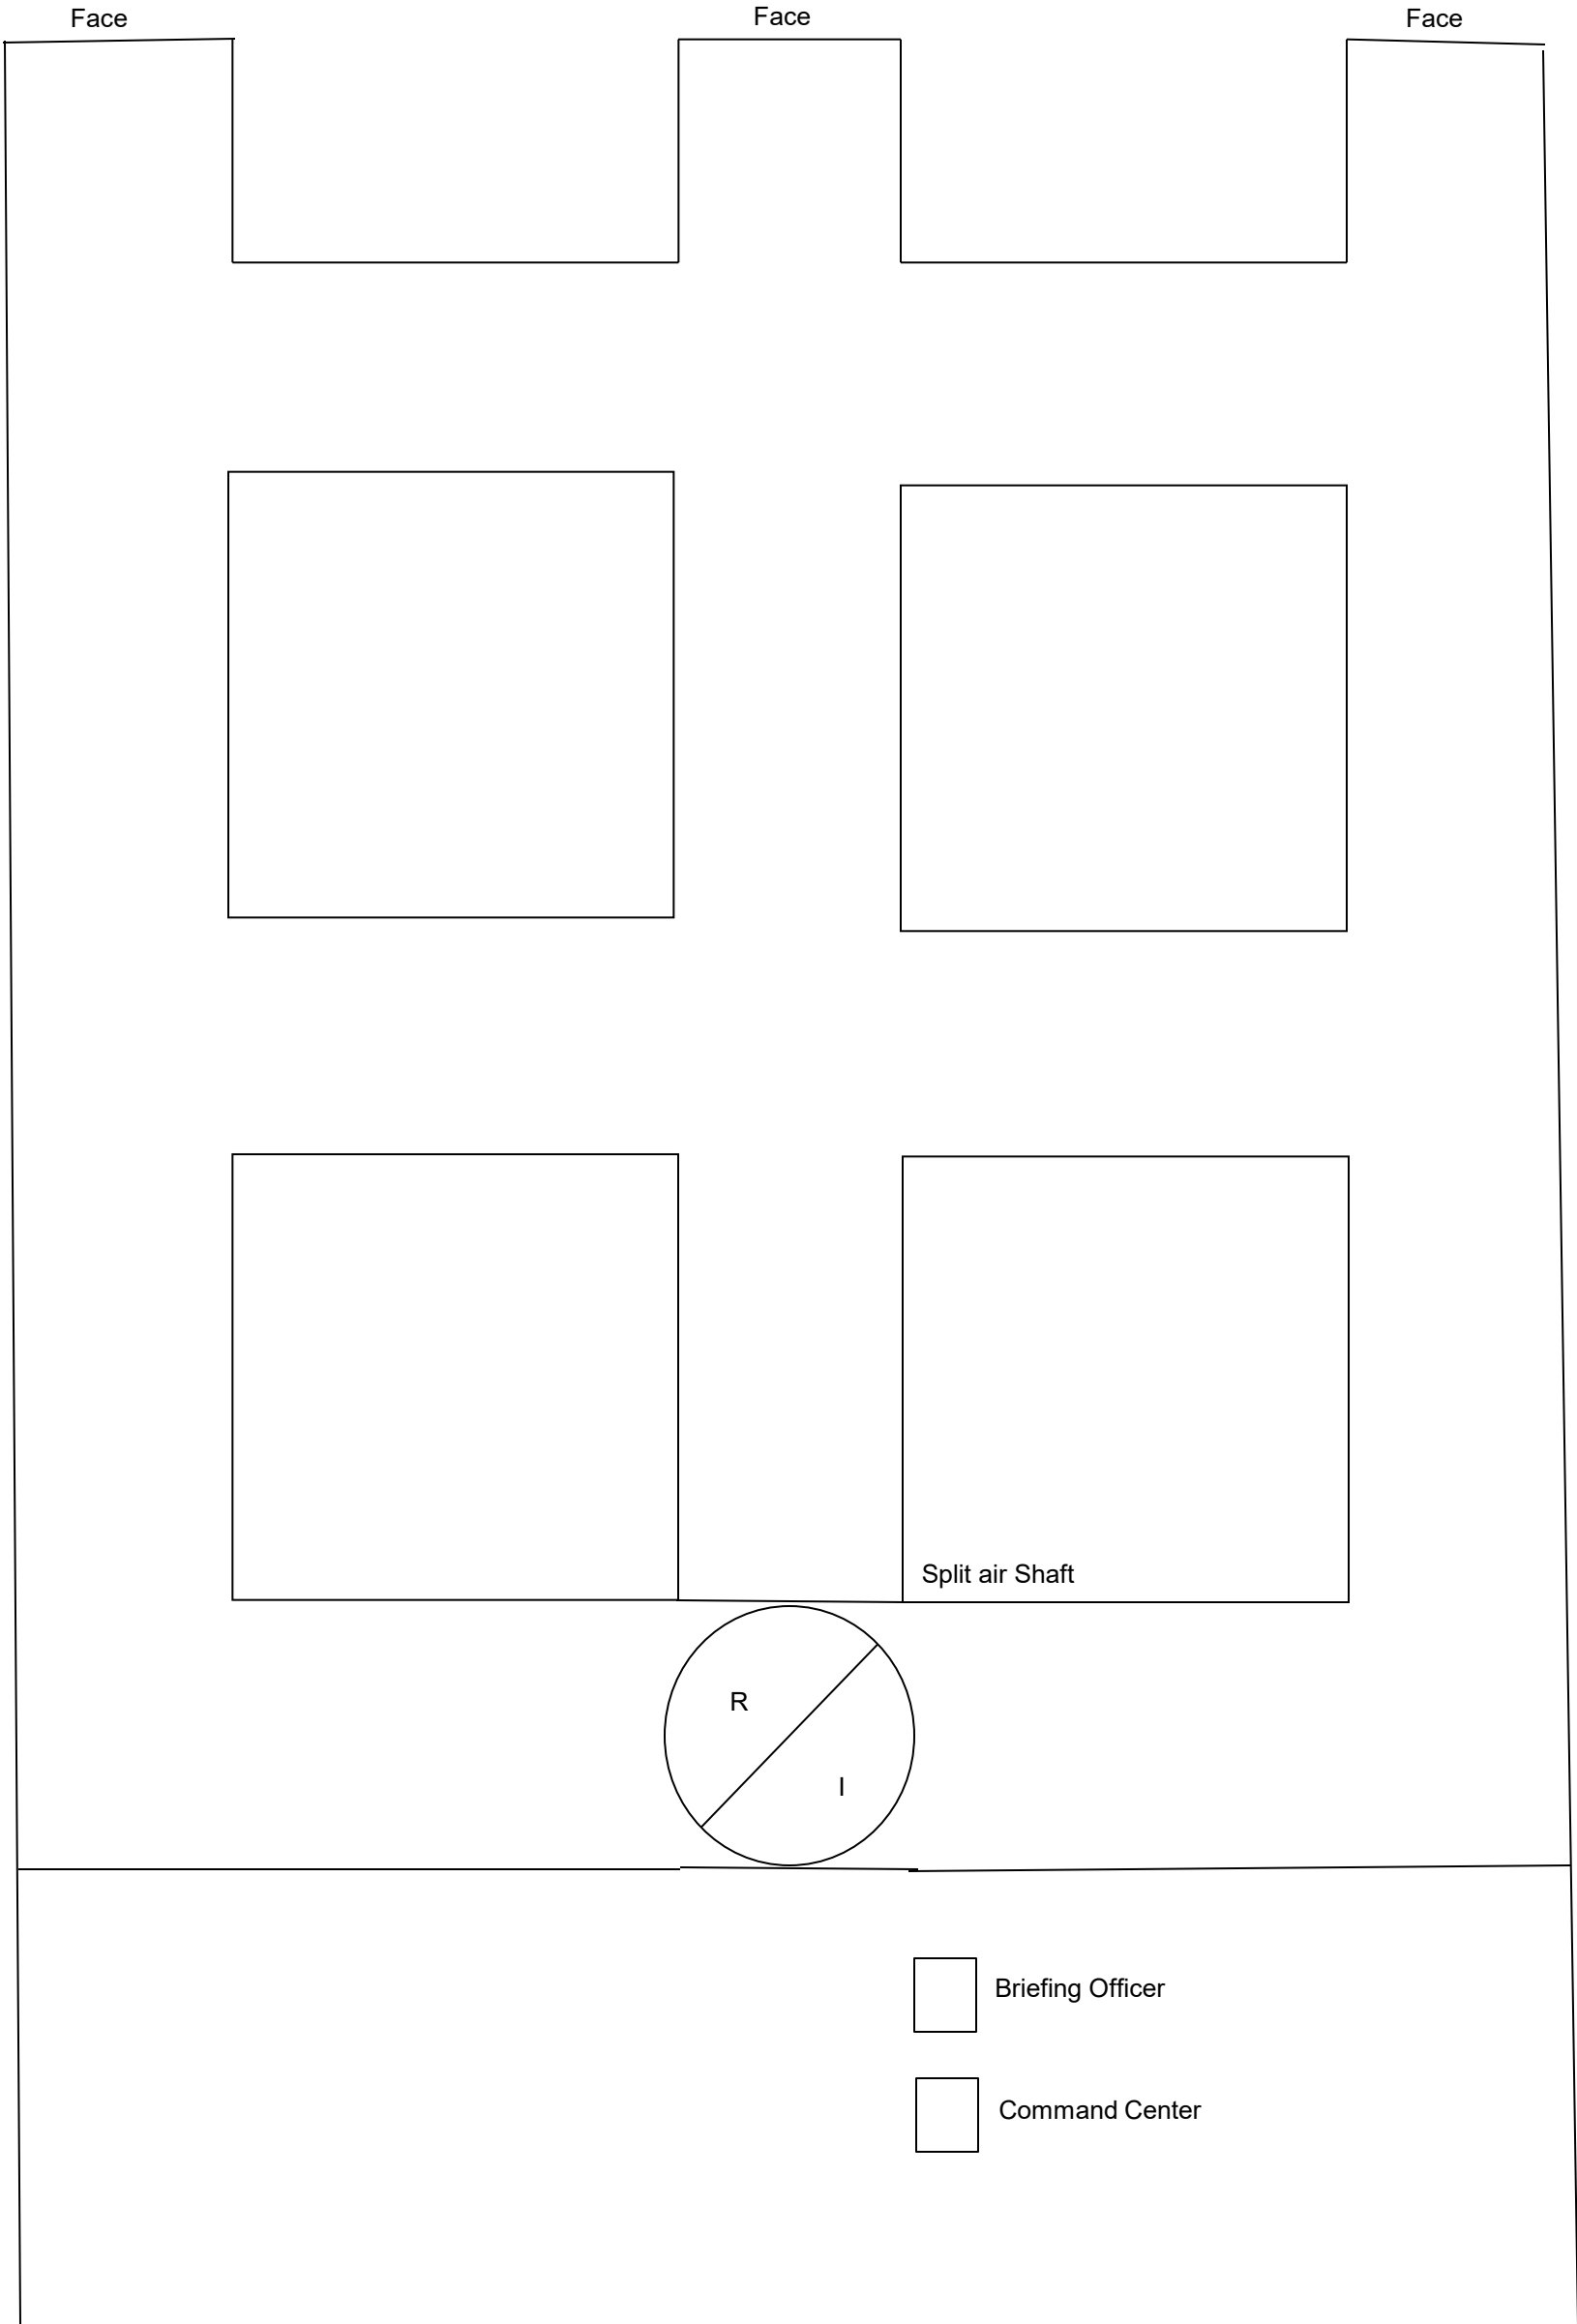 Face
Face
Face
Split air Shaft
R
I
Briefing Officer
Command Center